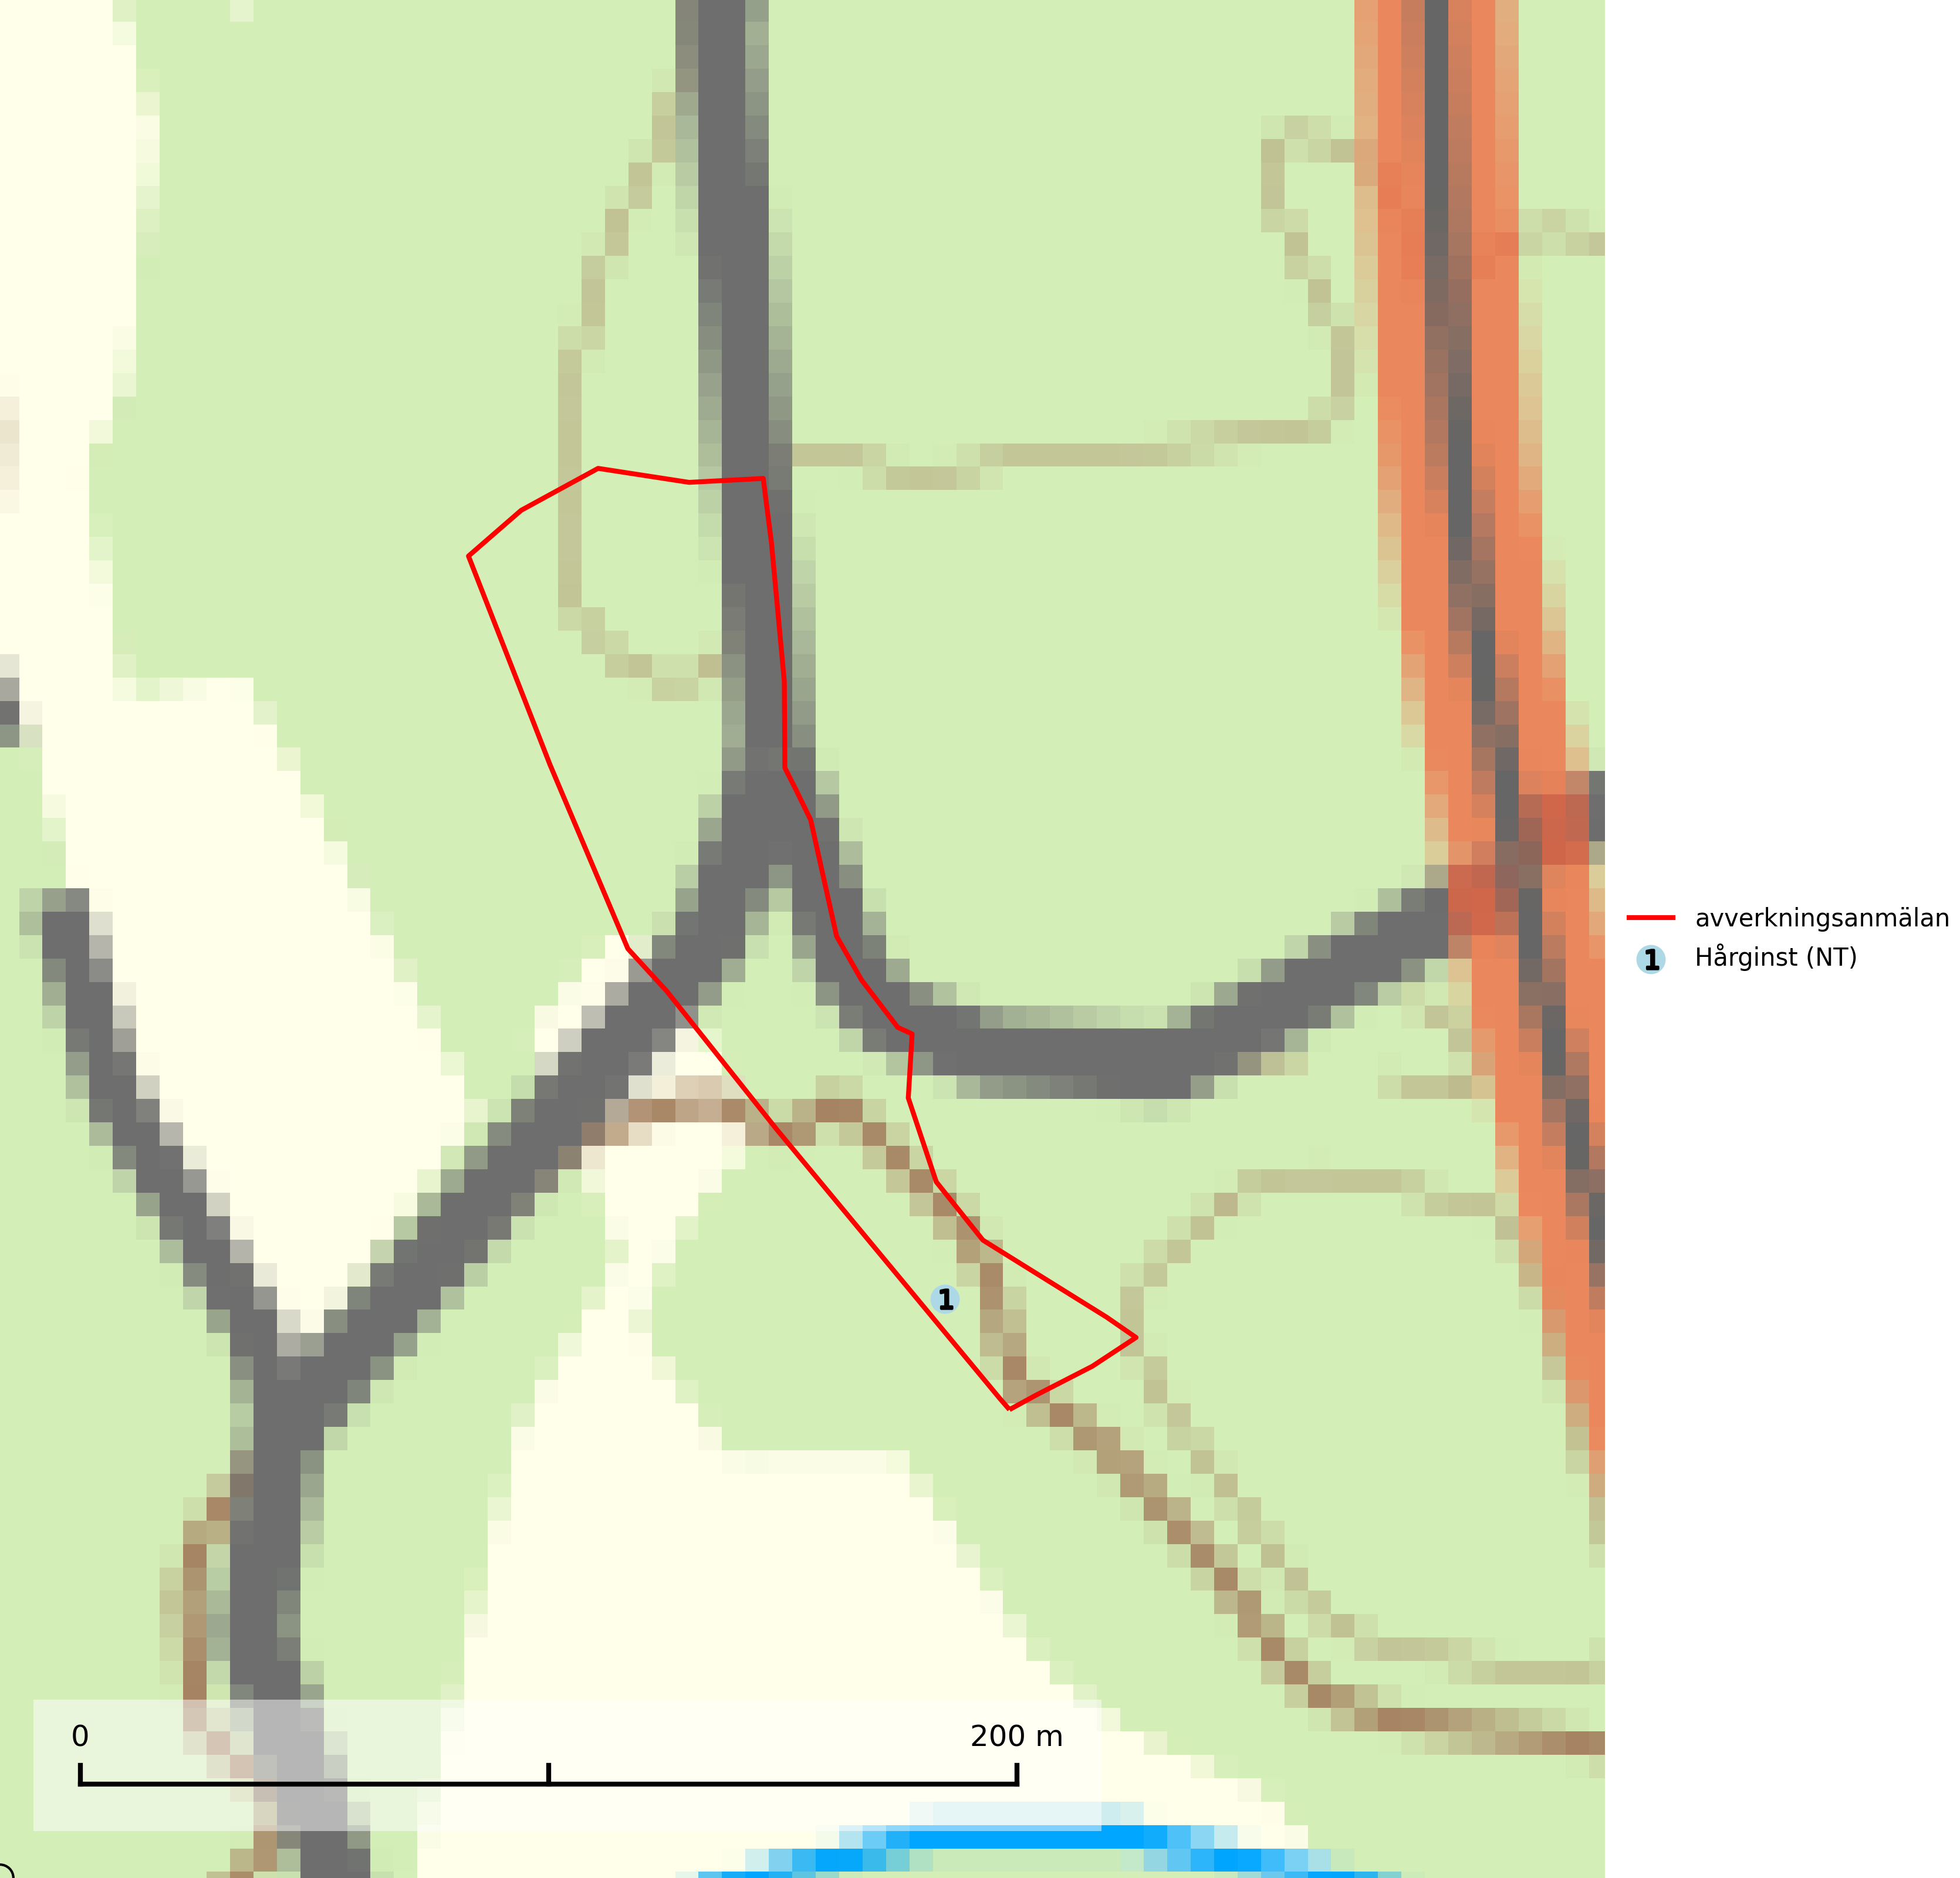 avverkningsanmälan
1 Hårginst (NT)
1
0 200 m